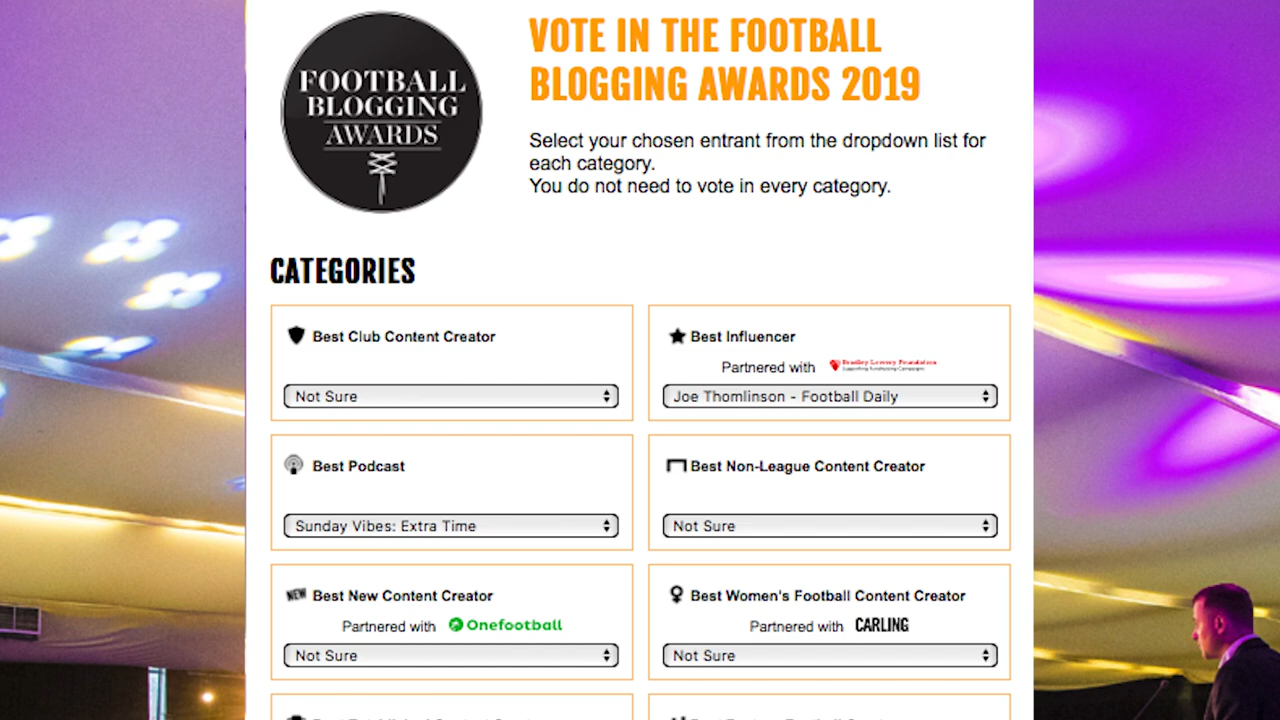 FOOTBALL
BLOGGING
AWARDS
VOTE IN THE FOOTBALL
BLOGGING AWARDS 2019
Select your chosen entrant from the dropdown list for
each category.
You do not need to vote in every category.
CATEGORIES
Best Club Content Creator
Not Sure
Best Influencer
Partnered with
Bradley Lowery Foundation
Joe Thomlinson - Football Daily
Best Podcast
Sunday Vibes: Extra Time
Best Non-League Content Creator
Not Sure
NEW Best New Content Creator
Partnered with Onefootball
Not Sure
Best Women's Football Content Creator
Partnered with CARLING
Not Sure